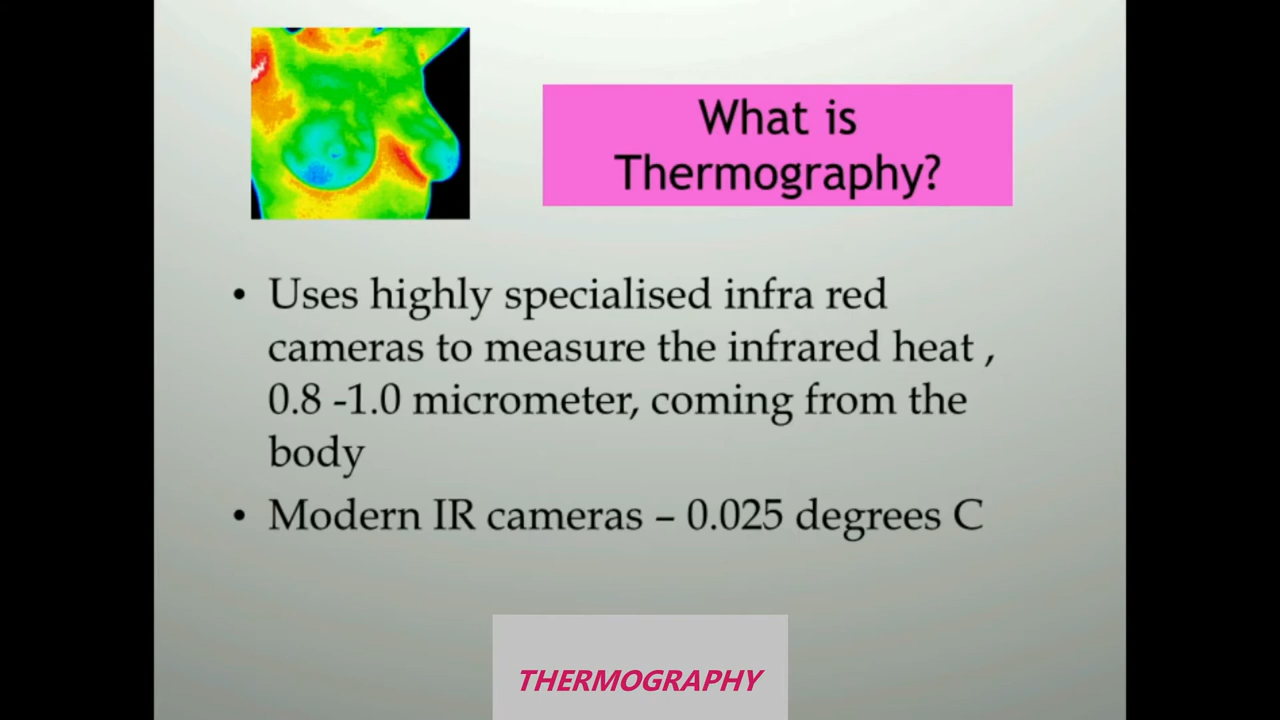 What is
Thermography?
• Uses highly specialised infra red
cameras to measure the infrared heat ,
0.8 -1.0 micrometer, coming from the
body
• Modern IR cameras – 0.025 degrees C
THERMOGRAPHY